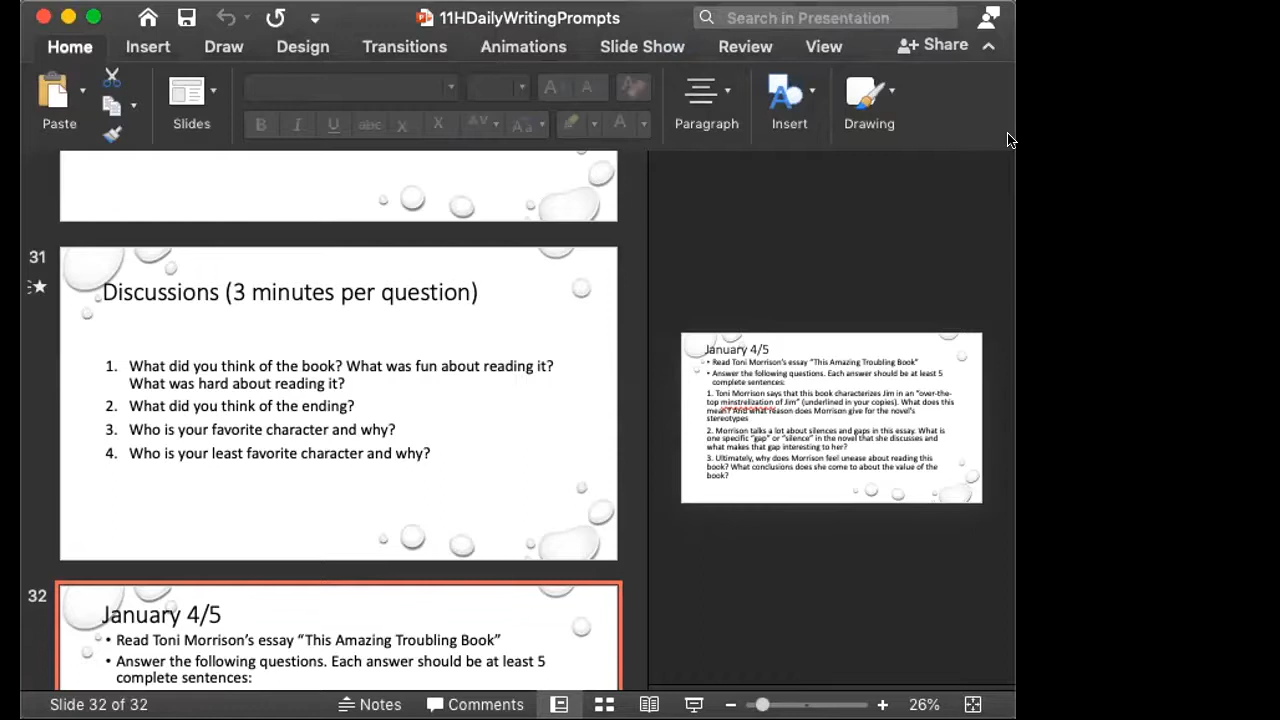 11HDailyWritingPrompts
Search in Presentation
Home Insert Draw Design Transitions Animations Slide Show Review View Share
Paste Slides Paragraph Insert Drawing
B I U abc X X AV Aa A
A A
31
Discussions (3 minutes per question)
1. What did you think of the book? What was fun about reading it?
What was hard about reading it?
2. What did you think of the ending?
3. Who is your favorite character and why?
4. Who is your least favorite character and why?
32
January 4/5
• Read Toni Morrison's essay “This Amazing Troubling Book”
• Answer the following questions. Each answer should be at least 5
complete sentences:
January 4/5
• Read Toni Morrison's essay “This Amazing Troubling Book”
• Answer the following questions. Each answer should be at least 5
complete sentences:
1. Toni Morrison says that this book characterizes Jim in an “over-the-
top minstrelization of Jim” (underlined in your copies). What does this
mean? And what reason does Morrison give for the novel's
stereotypes
2. Morrison talks a lot about silences and gaps in this essay. What is
one specific “gap” or “silence” in the novel that she discusses and
what makes that gap interesting to her?
3. Ultimately, why does Morrison feel unease about reading this
book? What conclusions does she come to about the value of the
book?
Slide 32 of 32 Notes Comments 26%